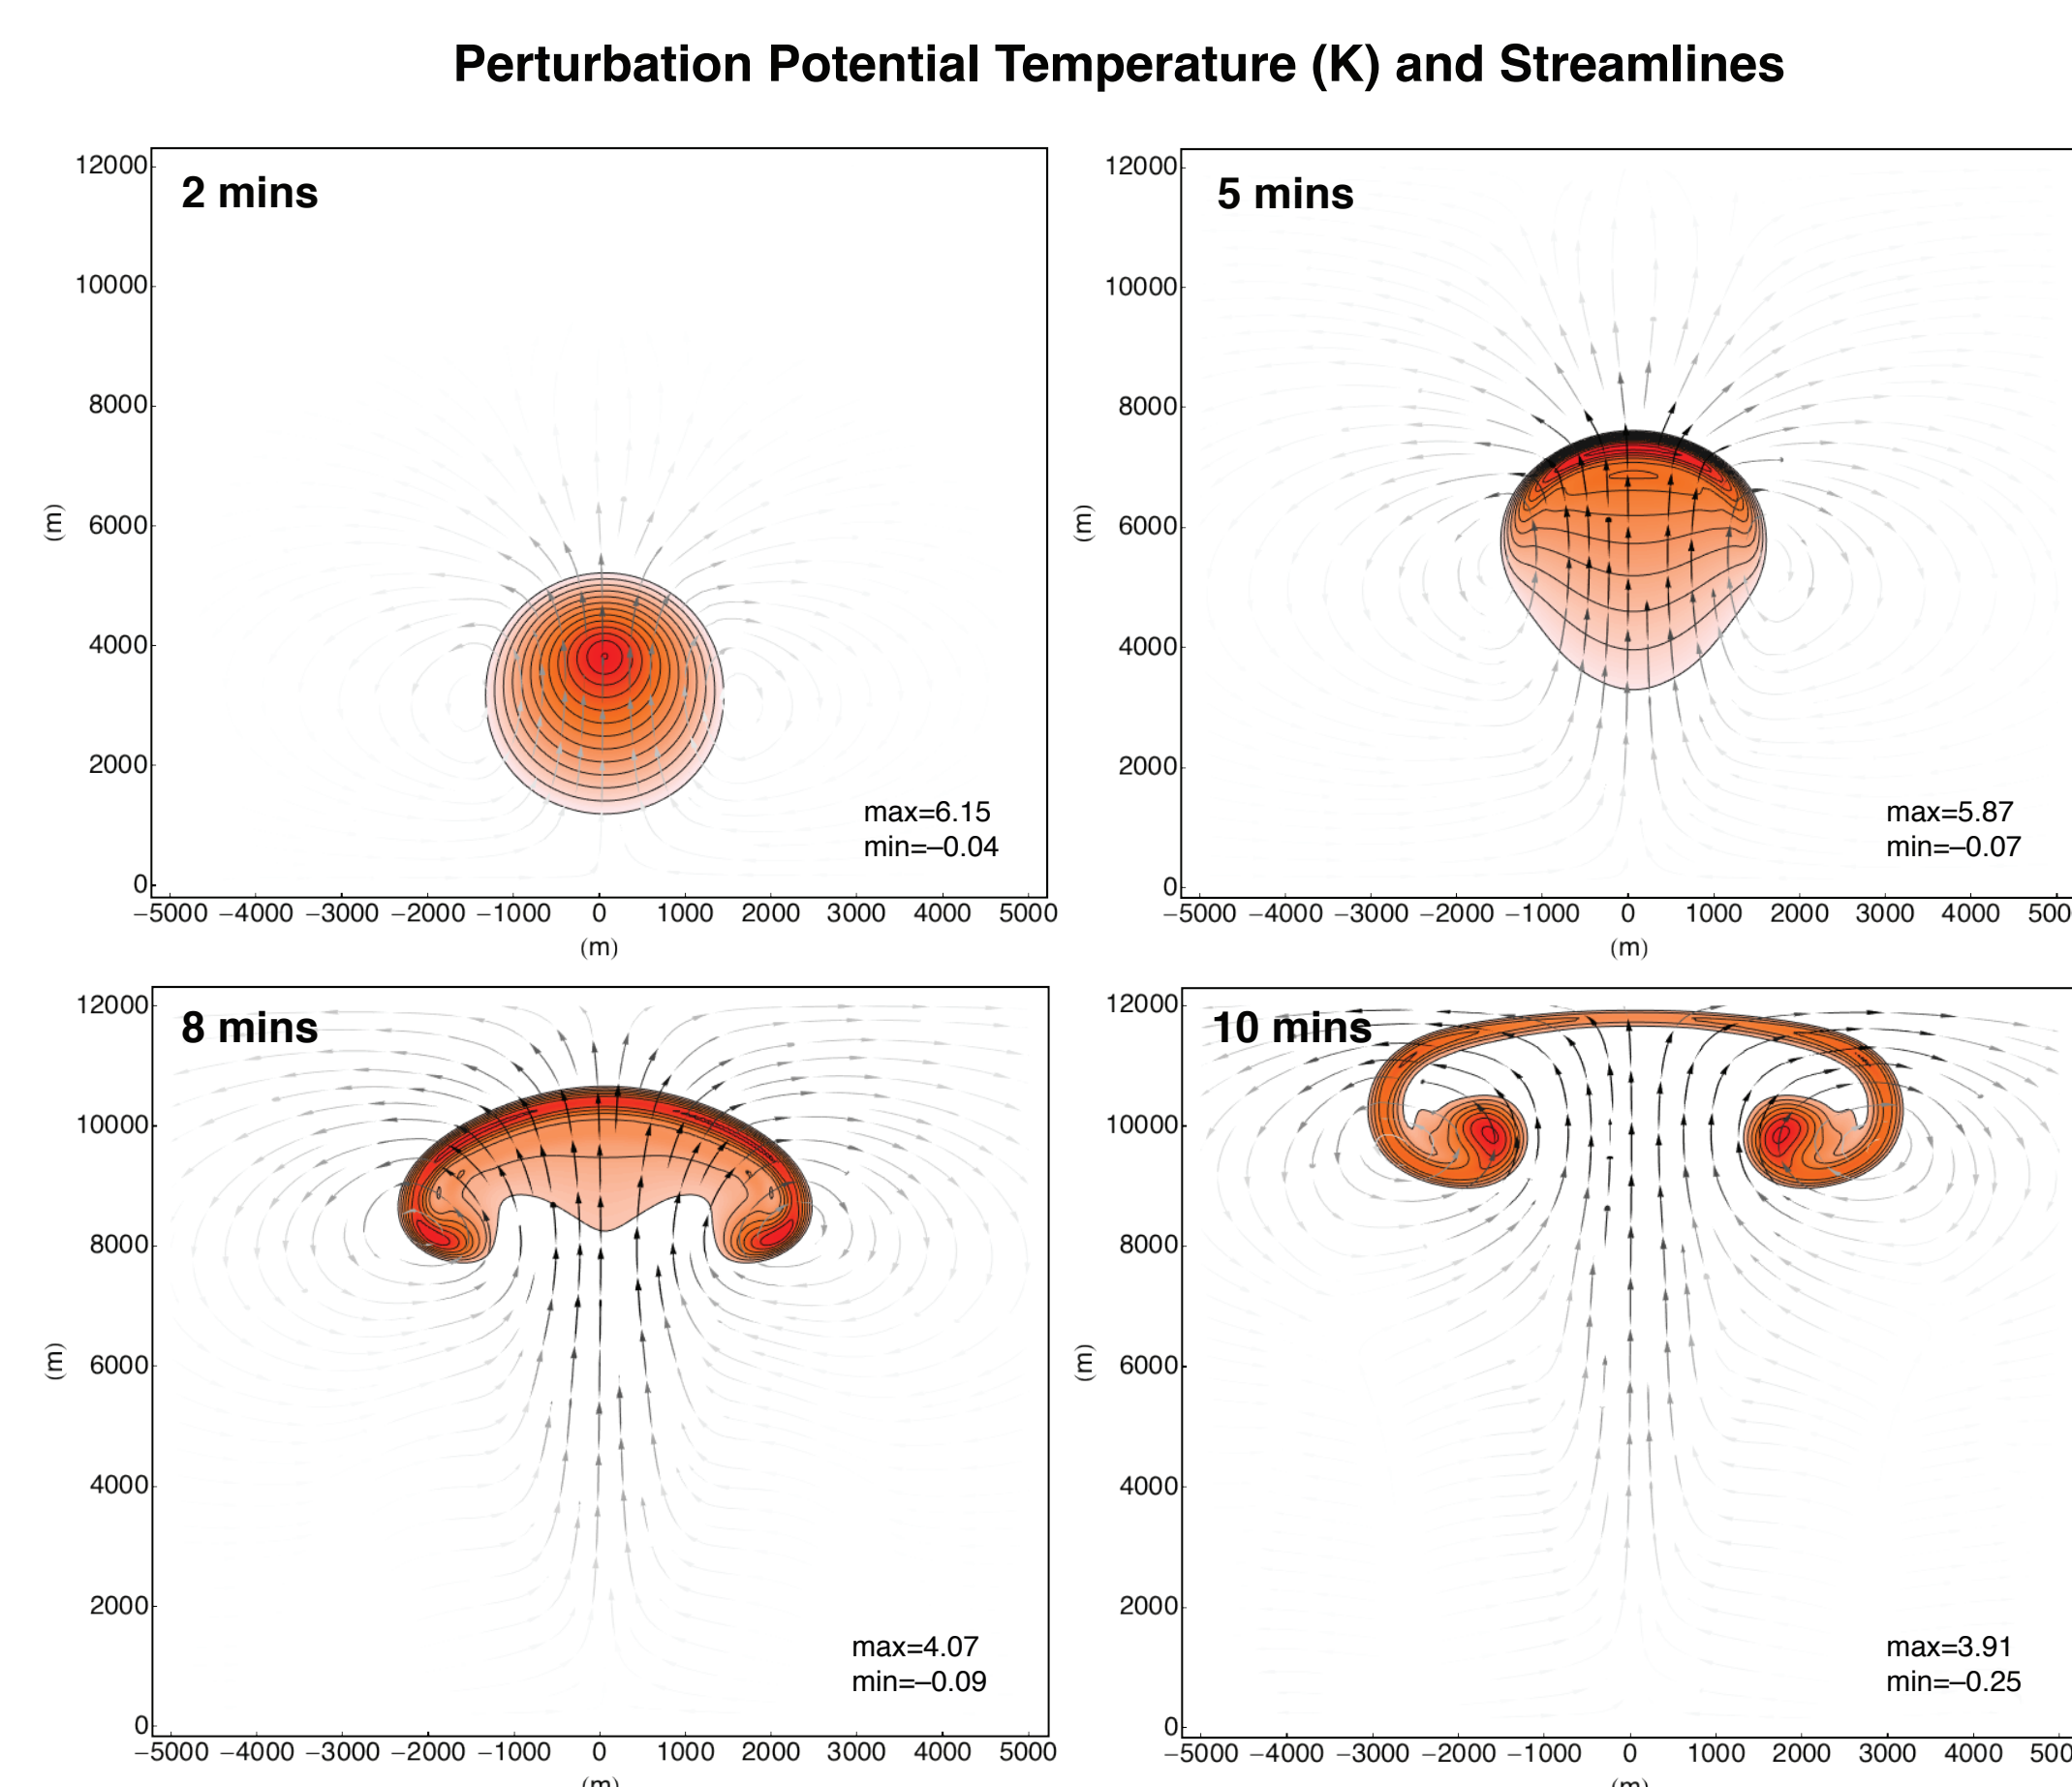 Perturbation Potential Temperature (K) and Streamlines
2 mins
12000
10000
8000
6000
4000
2000
0
(m)
−5000 −4000 −3000 −2000 −1000 0 1000 2000 3000 4000 5000
(m)
max=6.15
min=–0.04
5 mins
12000
10000
8000
6000
4000
2000
0
(m)
−5000 −4000 −3000 −2000 −1000 0 1000 2000 3000 4000 500
(m)
max=5.87
min=–0.07
8 mins
12000
10000
8000
6000
4000
2000
0
(m)
−5000 −4000 −3000 −2000 −1000 0 1000 2000 3000 4000 5000
(m)
max=4.07
min=–0.09
10 mins
12000
10000
8000
6000
4000
2000
0
(m)
−5000 −4000 −3000 −2000 −1000 0 1000 2000 3000 4000 500
(m)
max=3.91
min=–0.25